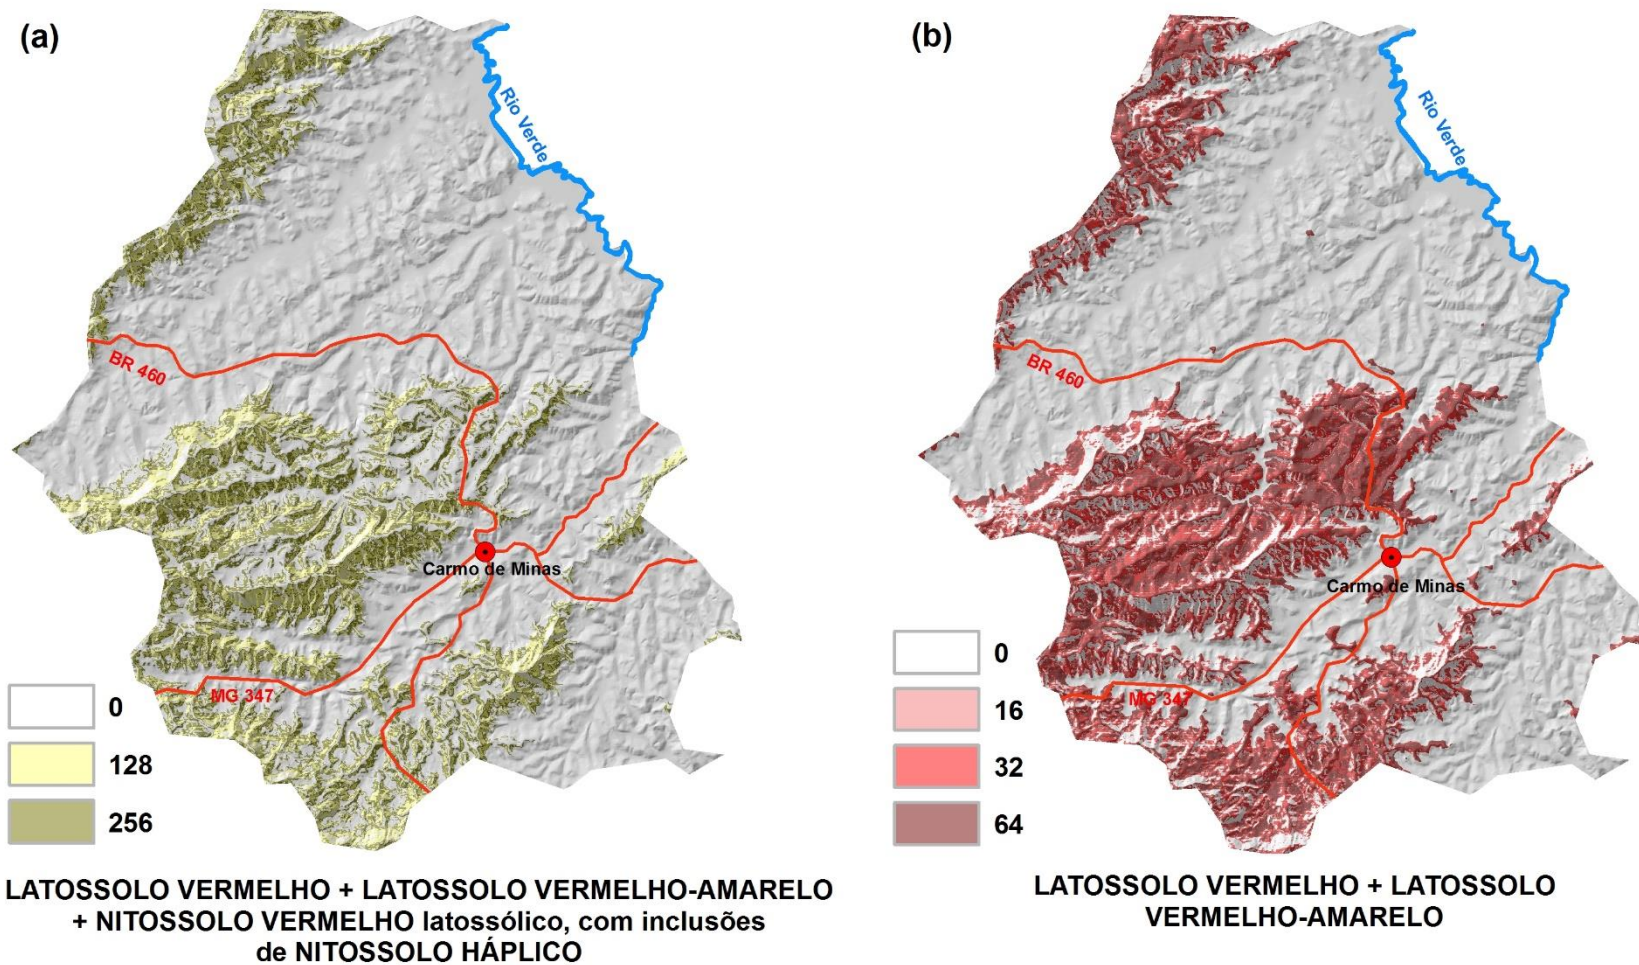 (a)
Rio Verde
BR 460
Carmo de Minas
MG 347
0
128
256
LATOSSOLO VERMELHO + LATOSSOLO VERMELHO-AMARELO
+ NITOSSOLO VERMELHO latossólico, com inclusões
de NITOSSOLO HÁPLICO
(b)
Rio Verde
BR 460
Carmo de Minas
MG 347
0
16
32
64
LATOSSOLO VERMELHO + LATOSSOLO
VERMELHO-AMARELO